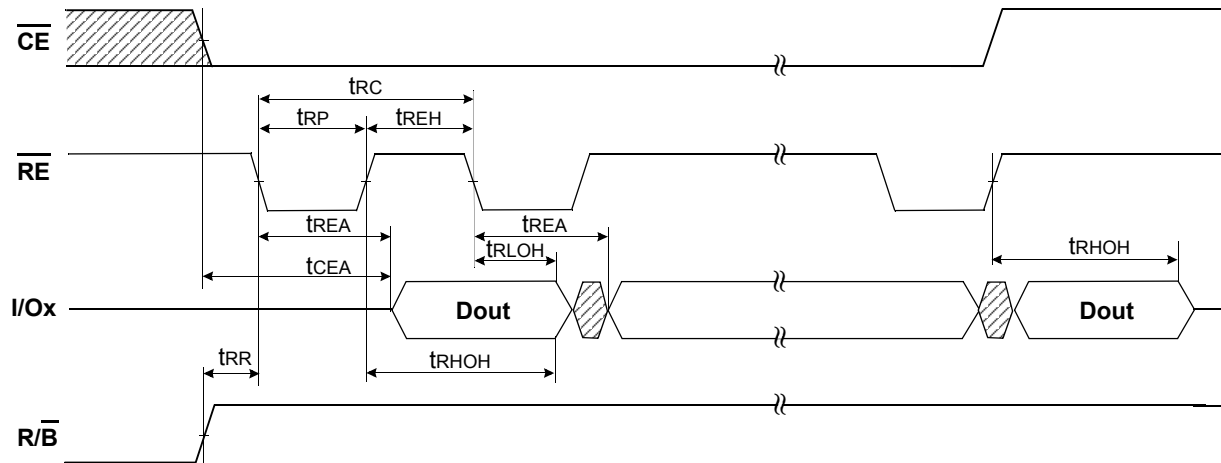 CE
tRC
tRP tREH
RE
tREA tREA
tRLOH
tCEA tRHOH
I/Ox Dout Dout
tRR tRHOH
R/B